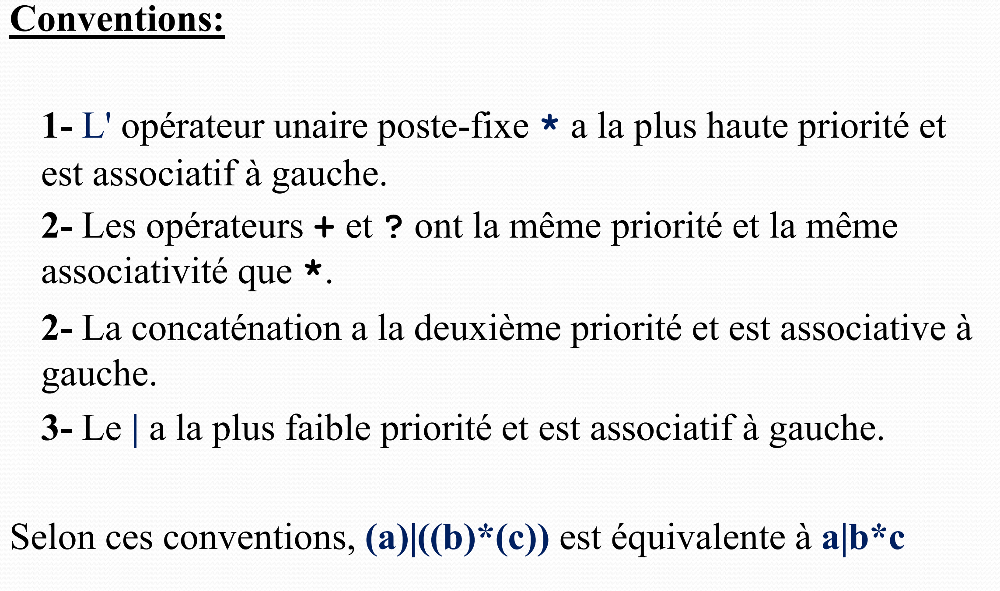 Conventions:
1- L' opérateur unaire poste-fixe * a la plus haute priorité et
est associatif à gauche.
2- Les opérateurs + et ? ont la même priorité et la même
associativité que *.
2- La concaténation a la deuxième priorité et est associative à
gauche.
3- Le | a la plus faible priorité et est associatif à gauche.
Selon ces conventions, (a)|((b)*(c)) est équivalente à a|b*c